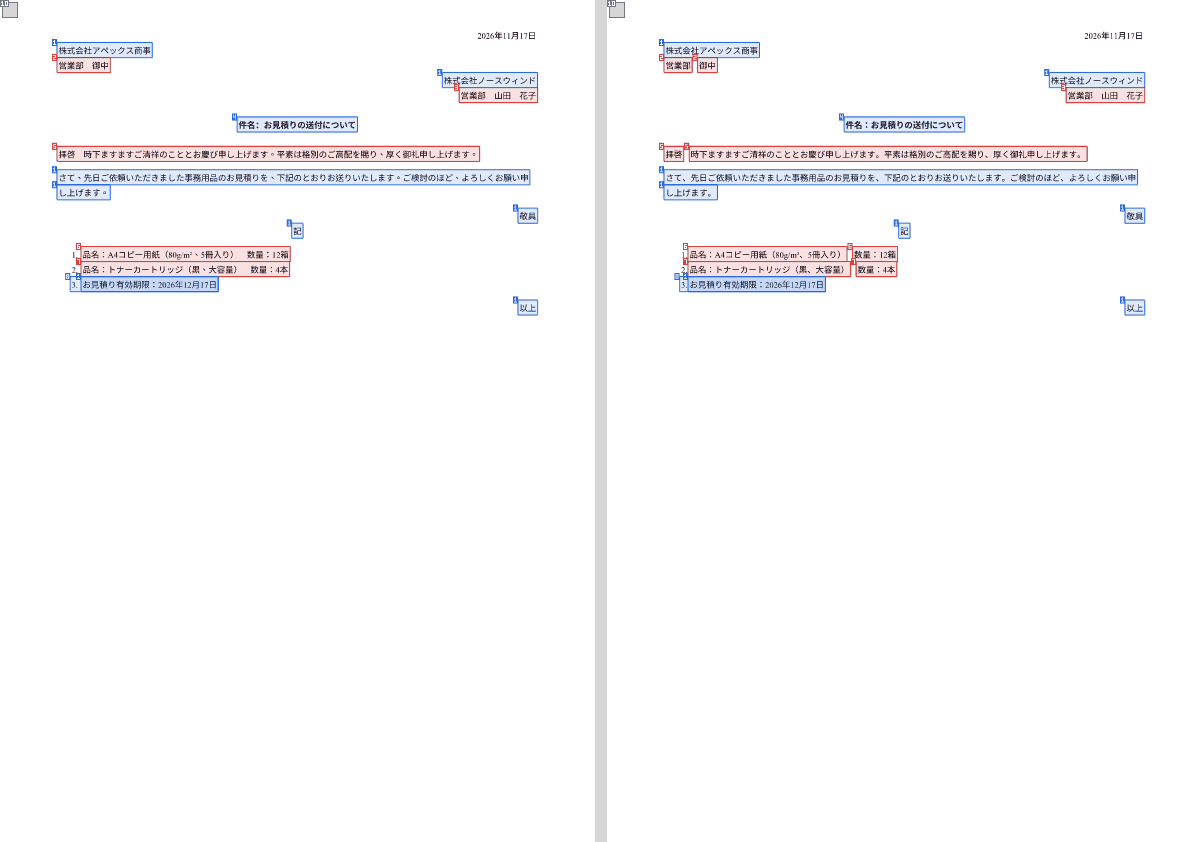 2026年11月17日
株式会社アペックス商事
営業部　御中
株式会社ノースウィンド
営業部　山田　花子
件名：お見積りの送付について
拝啓　時下ますますご清祥のこととお慶び申し上げます。平素は格別のご高配を賜り、厚く御礼申し上げます。
さて、先日ご依頼いただきました事務用品のお見積りを、下記のとおりお送りいたします。ご検討のほど、よろしくお願い申
し上げます。
敬具
記
1. 品名：A4コピー用紙（80g/m²、5冊入り）　数量：12箱
2. 品名：トナーカートリッジ（黒、大容量）　数量：4本
3. お見積り有効期限：2026年12月17日
以上
2026年11月17日
株式会社アペックス商事
営業部　御中
株式会社ノースウィンド
営業部　山田　花子
件名：お見積りの送付について
拝啓　時下ますますご清祥のこととお慶び申し上げます。平素は格別のご高配を賜り、厚く御礼申し上げます。
さて、先日ご依頼いただきました事務用品のお見積りを、下記のとおりお送りいたします。ご検討のほど、よろしくお願い申
し上げます。
敬具
記
1. 品名：A4コピー用紙（80g/m²、5冊入り）　数量：12箱
2. 品名：トナーカートリッジ（黒、大容量）　数量：4本
3. お見積り有効期限：2026年12月17日
以上